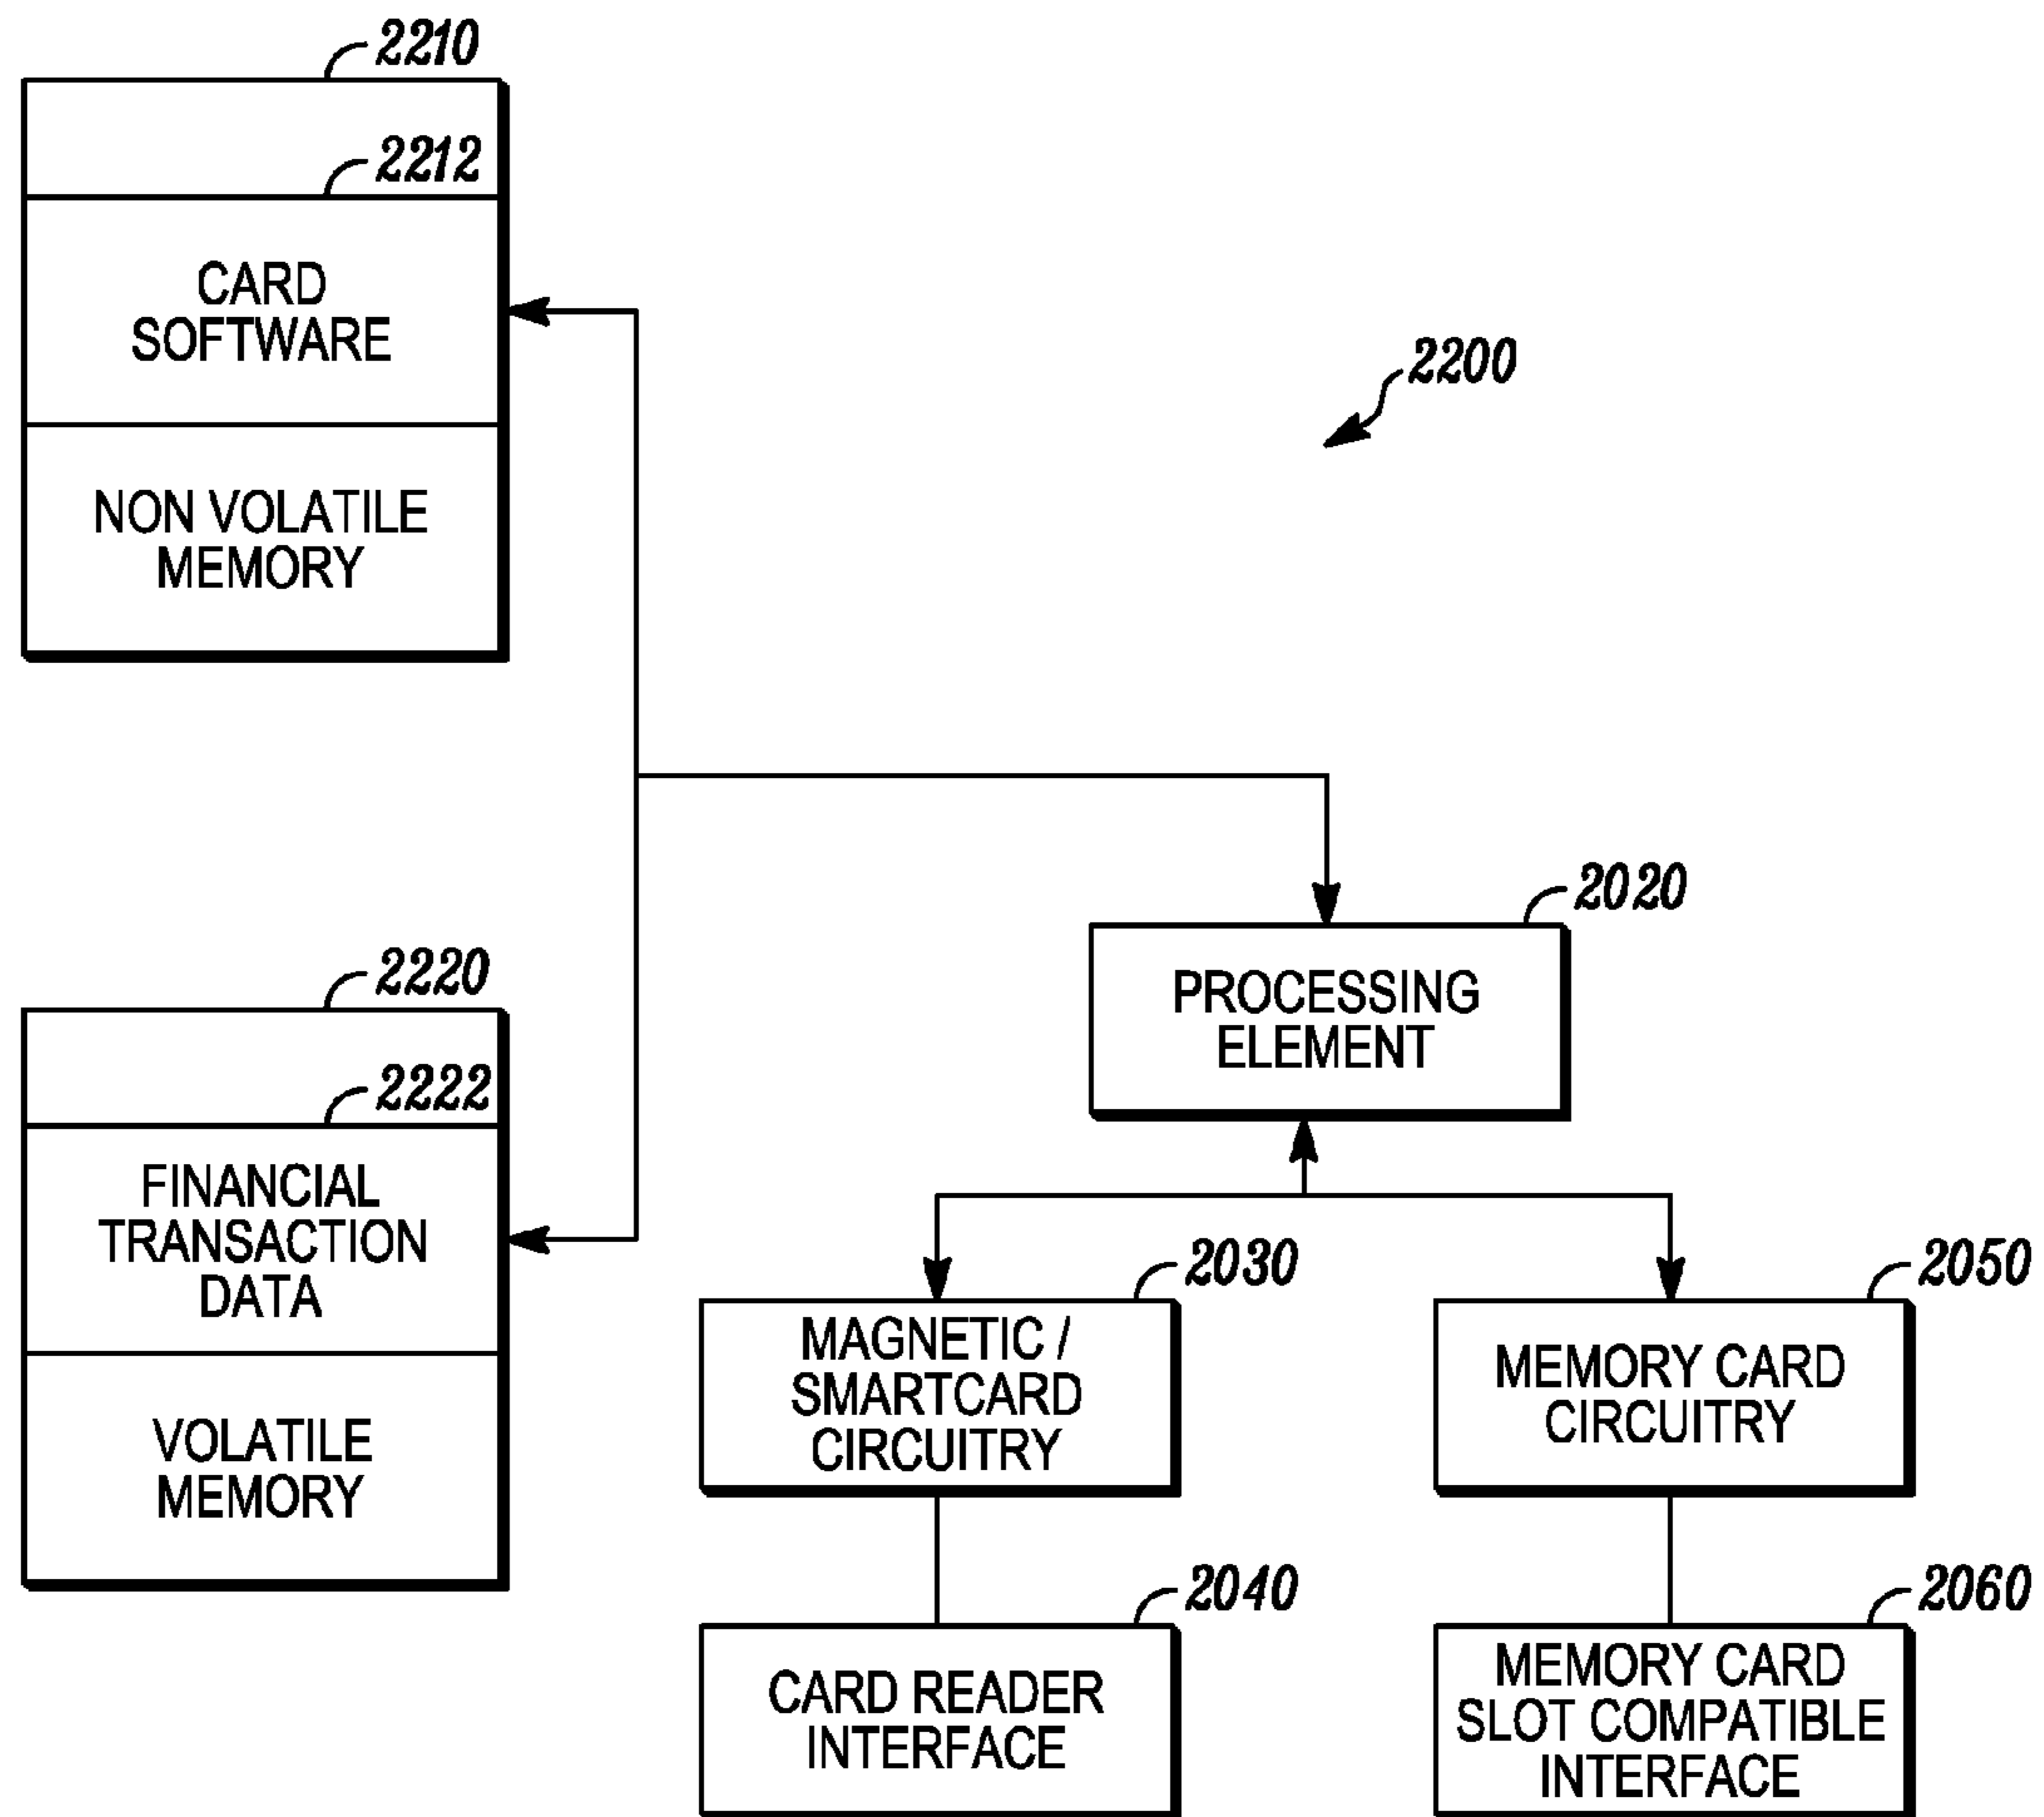 2210
2212
CARD
SOFTWARE
NON VOLATILE
MEMORY
2200
2220
2222
FINANCIAL
TRANSACTION
DATA
VOLATILE
MEMORY
2020
PROCESSING
ELEMENT
2030
MAGNETIC /
SMARTCARD
CIRCUITRY
2050
MEMORY CARD
CIRCUITRY
2040
CARD READER
INTERFACE
2060
MEMORY CARD
SLOT COMPATIBLE
INTERFACE